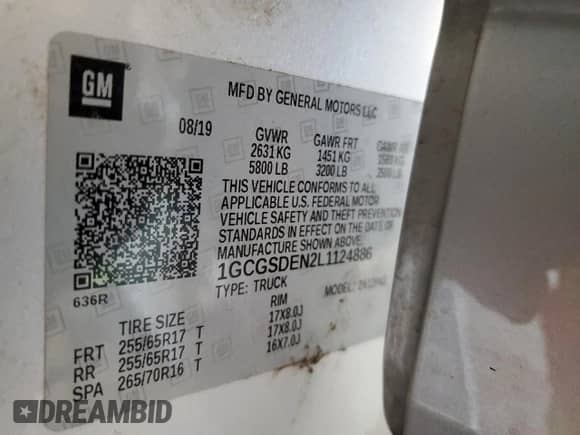 GM
MFD BY GENERAL MOTORS LLC
08/19
GVWR GAWR FRT GAWR
2631 KG 1451 KG
5800 LB 3200 LB
THIS VEHICLE CONFORMS TO ALL
APPLICABLE U.S. FEDERAL MOTOR
VEHICLE SAFETY AND THEFT PREVENTION
STANDARDS IN EFFECT ON THE DATE OF
MANUFACTURE SHOWN ABOVE.
1GCGSDEN2L1124886
TYPE: TRUCK
636R
TIRE SIZE RIM
FRT 255/65R17 T 17X8.0J
RR 255/65R17 T 17X8.0J
SPA 265/70R16 T 16X7.0J
DREAMBID